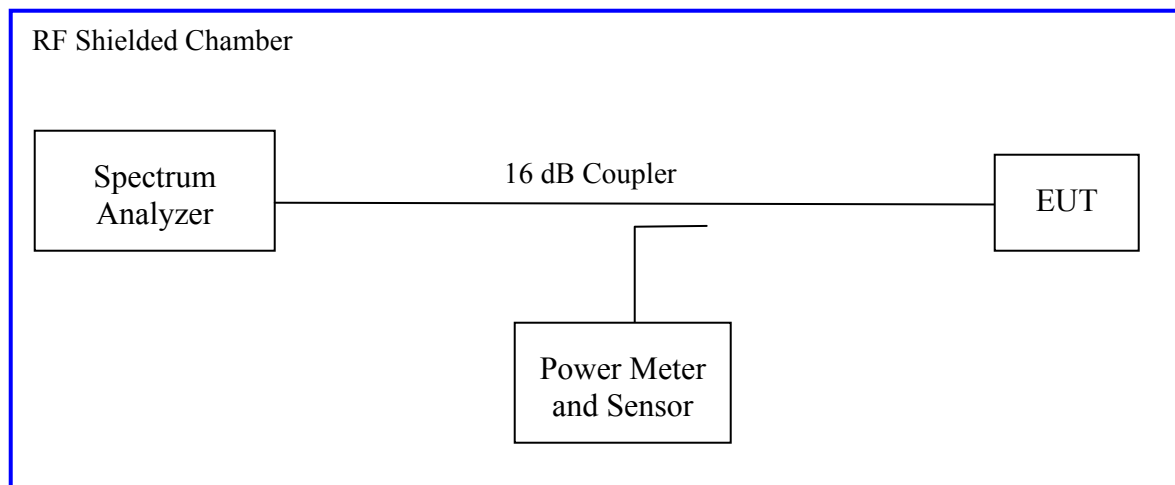 RF Shielded Chamber
Spectrum
Analyzer
16 dB Coupler
EUT
Power Meter
and Sensor